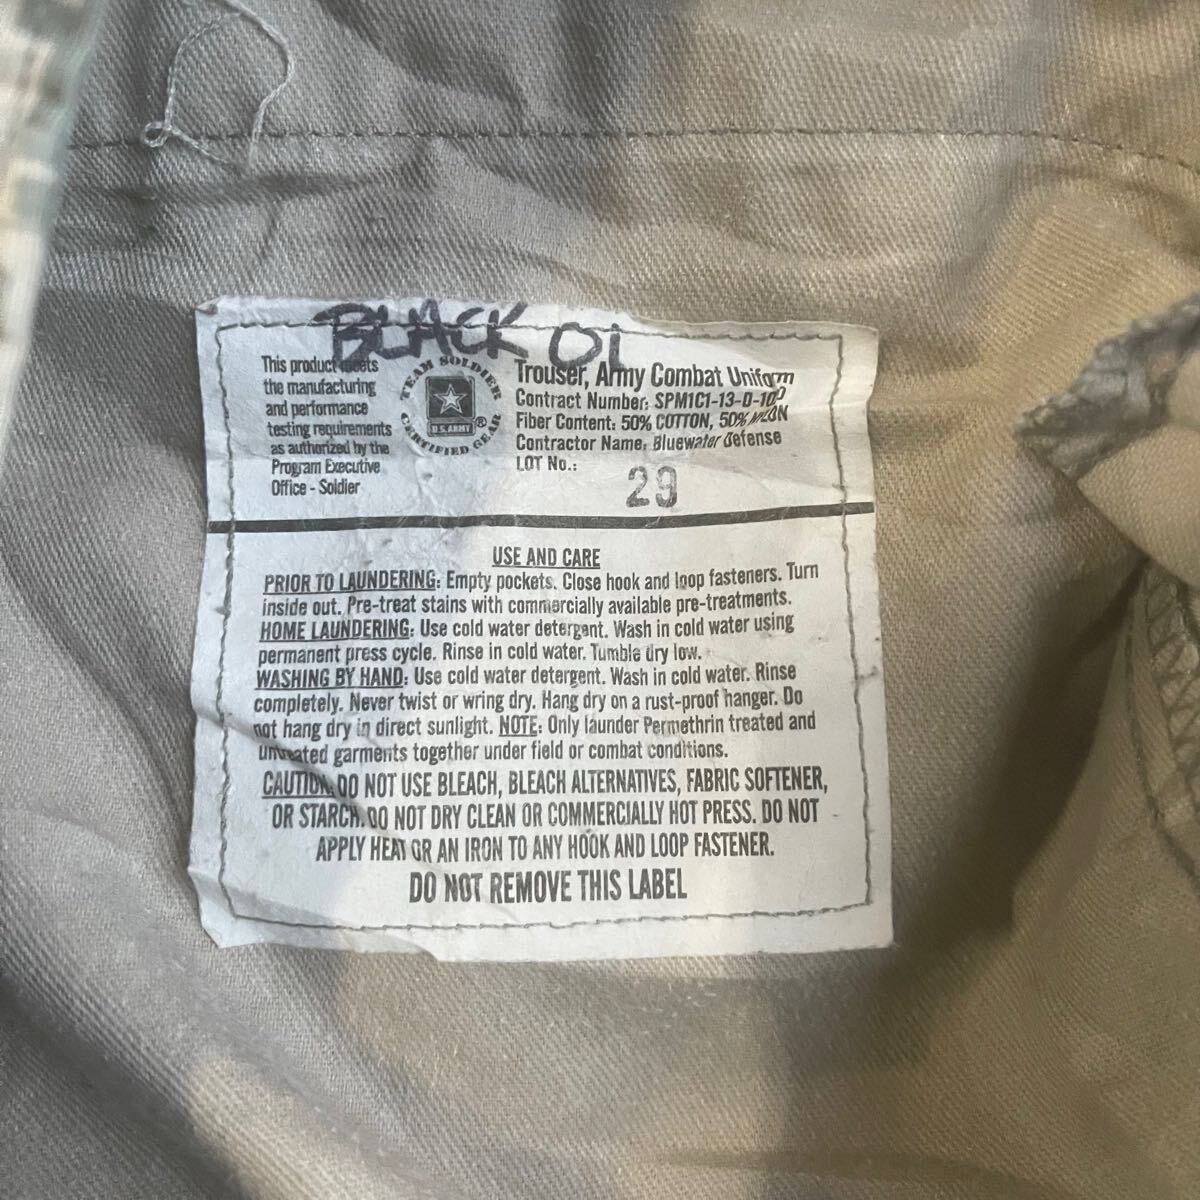 BLACK 01
This product meets
the manufacturing
and performance
testing requirements
as authorized by the
Program Executive
Office - Soldier
TEAM SOLDIER
CERTIFIED GEAR
U.S.ARMY ®
Trouser, Army Combat Uniform
Contract Number: SPM1C1-13-D-10
Fiber Content: 50% COTTON, 50% NYLON
Contractor Name: Bluewater Defense
LOT No.:
29
USE AND CARE
PRIOR TO LAUNDERING: Empty pockets. Close hook and loop fasteners. Turn
inside out. Pre-treat stains with commercially available pre-treatments.
HOME LAUNDERING: Use cold water detergent. Wash in cold water using
permanent press cycle. Rinse in cold water. Tumble dry low.
WASHING BY HAND: Use cold water detergent. Wash in cold water. Rinse
completely. Never twist or wring dry. Hang dry on a rust-proof hanger. Do
not hang dry in direct sunlight. NOTE: Only launder Permethrin treated and
untreated garments together under field or combat conditions.
CAUTION: DO NOT USE BLEACH, BLEACH ALTERNATIVES, FABRIC SOFTENER,
OR STARCH. DO NOT DRY CLEAN OR COMMERCIALLY HOT PRESS. DO NOT
APPLY HEAT OR AN IRON TO ANY HOOK AND LOOP FASTENER.
DO NOT REMOVE THIS LABEL